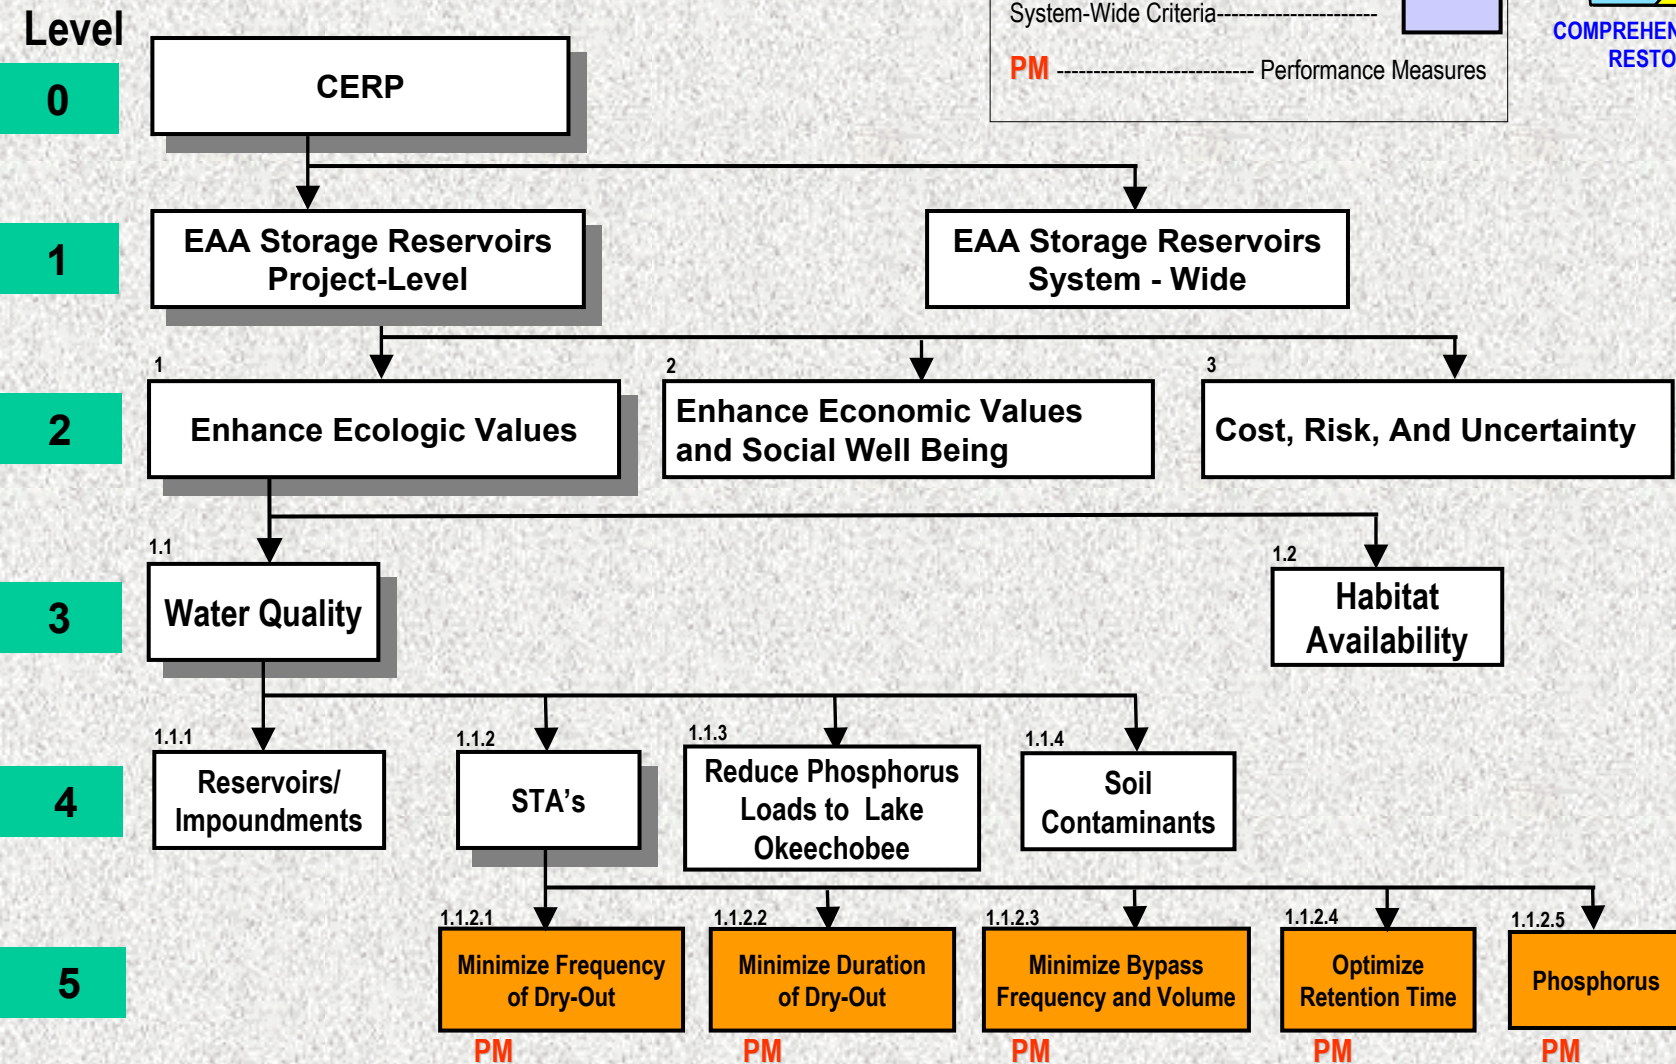 Level
System-Wide Criteria----------------------
PM --------------------------- Performance Measures
COMPREHEN
RESTO
0
CERP
1
EAA Storage Reservoirs
Project-Level
EAA Storage Reservoirs
System - Wide
2
1
Enhance Ecologic Values
2
Enhance Economic Values
and Social Well Being
3
Cost, Risk, And Uncertainty
3
1.1
Water Quality
1.2
Habitat
Availability
4
1.1.1
Reservoirs/
Impoundments
1.1.2
STA's
1.1.3
Reduce Phosphorus
Loads to Lake
Okeechobee
1.1.4
Soil
Contaminants
5
1.1.2.1
Minimize Frequency
of Dry-Out
PM
1.1.2.2
Minimize Duration
of Dry-Out
PM
1.1.2.3
Minimize Bypass
Frequency and Volume
PM
1.1.2.4
Optimize
Retention Time
PM
1.1.2.5
Phosphorus
PM